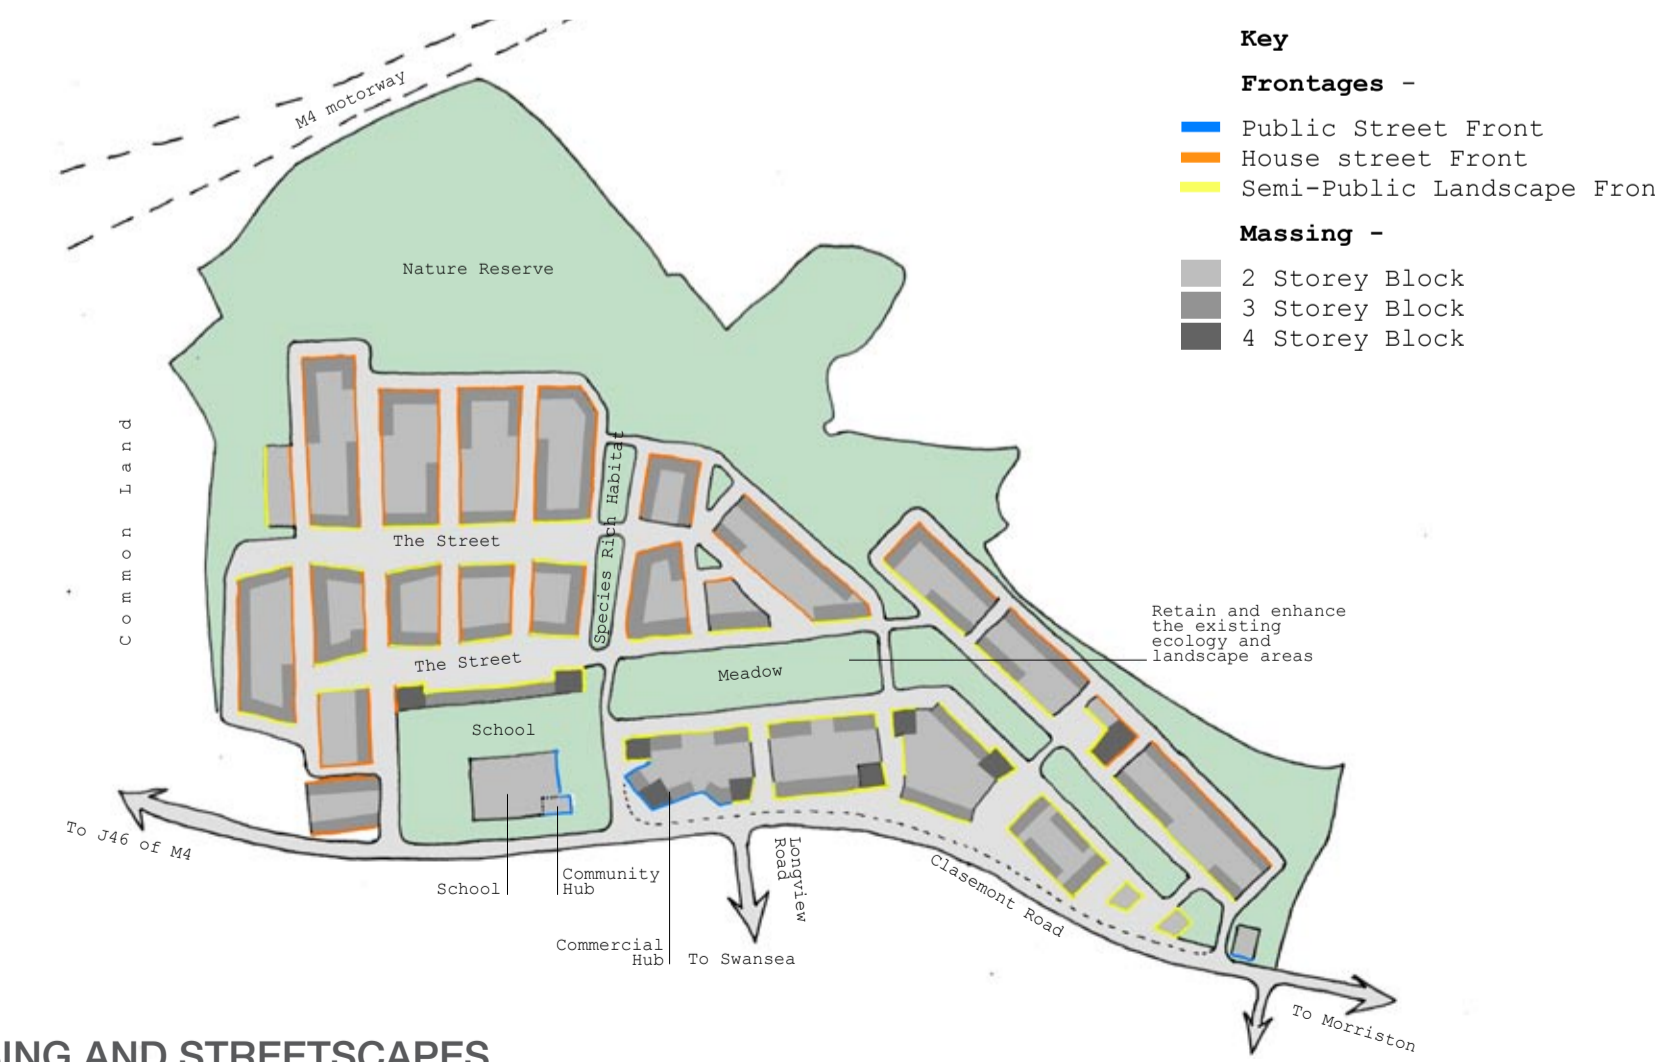 Key
Frontages -
Public Street Front
House street Front
Semi-Public Landscape Fron
Massing -
2 Storey Block
3 Storey Block
4 Storey Block
M4 motorway
Nature Reserve
Common Land
Species Rich Habitat
The Street
The Street
Retain and enhance
the existing
ecology and
landscape areas
Meadow
School
To J46 of M4
School
Community
Hub
Commercial
Hub
Longview
Road
To Swansea
Clasemont Road
To Morriston
ING AND STREETSCAPES